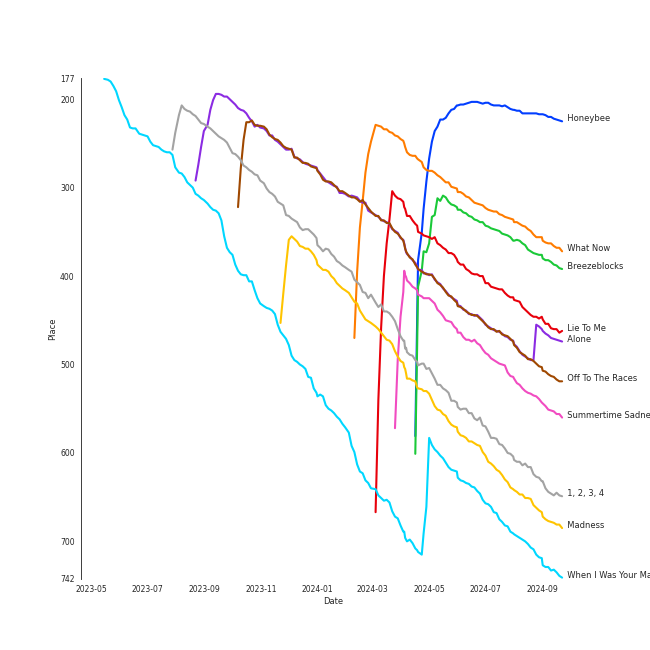 177
200
300
400
500
600
700
742
Place
2023-05 2023-07 2023-09 2023-11 2024-01 2024-03 2024-05 2024-07 2024-09
Date
Honeybee
What Now
Breezeblocks
Lie To Me
Alone
Off To The Races
Summertime Sadne
1, 2, 3, 4
Madness
When I Was Your Ma